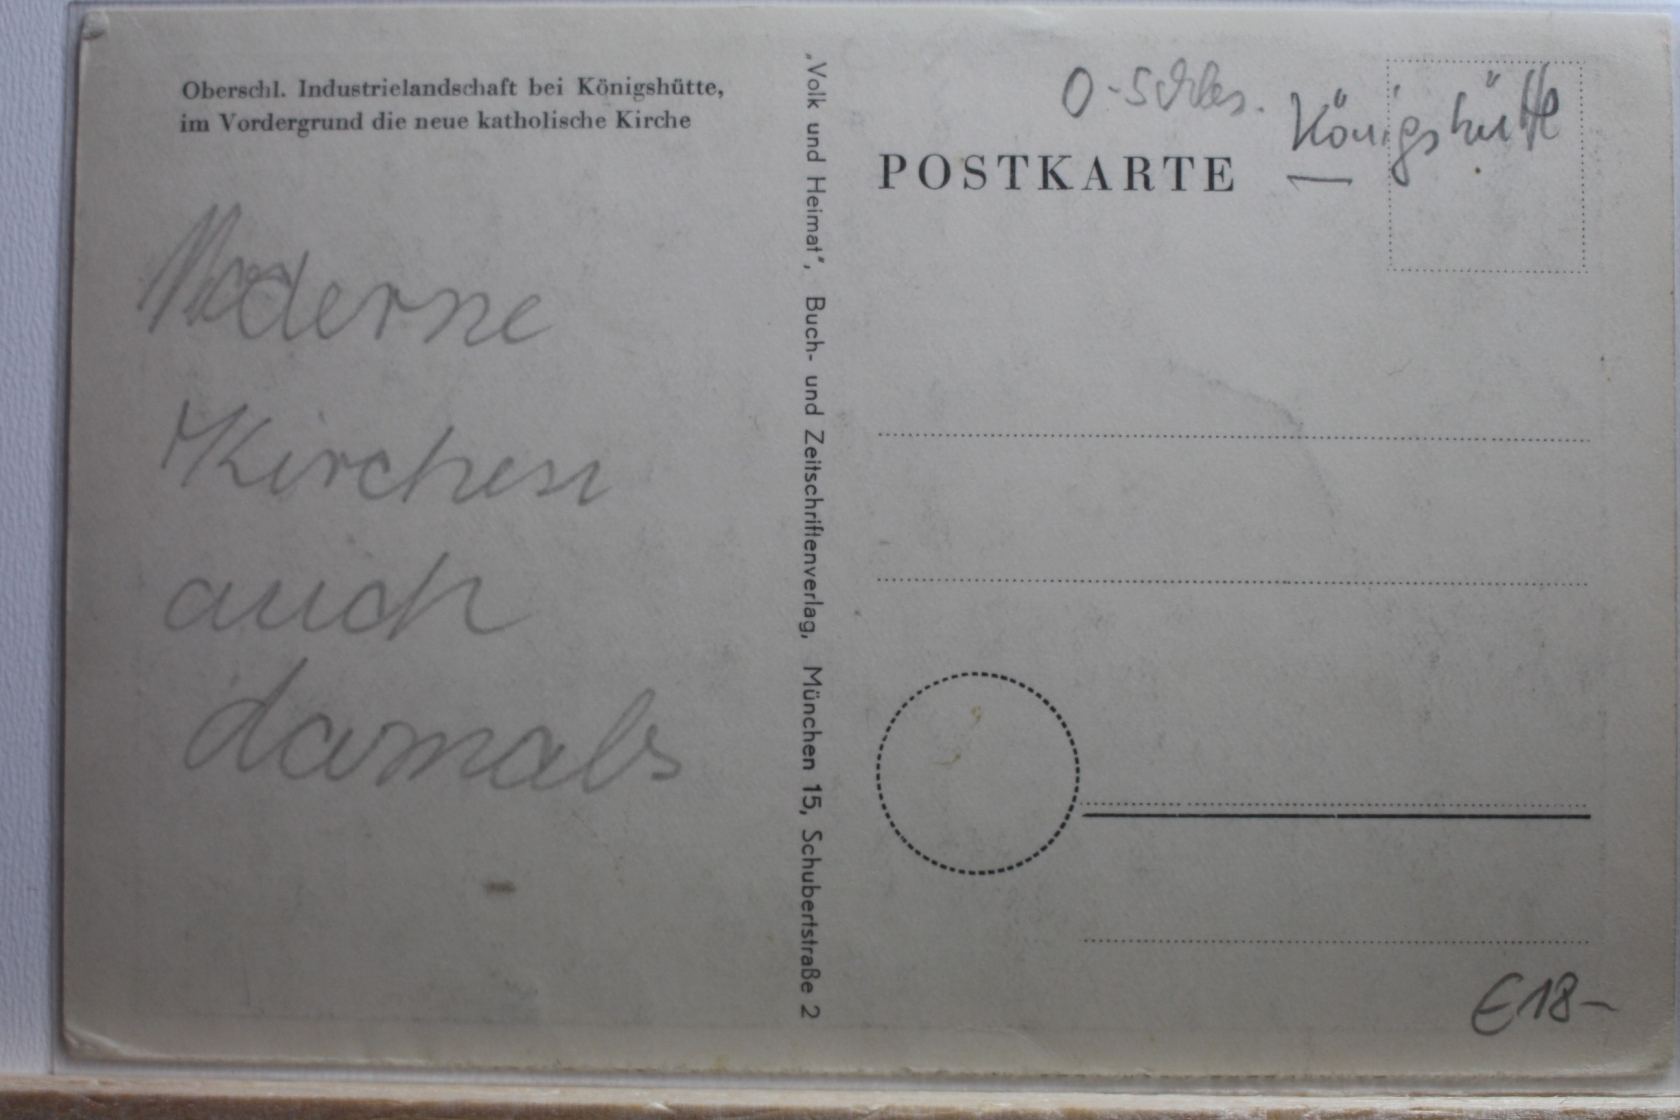 Oberschl. Industrielandschaft bei Königshütte,
im Vordergrund die neue katholische Kirche
Moderne
Kirchen
auch
damals
„Volk und Heimat“, Buch- und Zeitschriftenverlag, München 15, Schubertstraße 2
O-Schles. Königshütte
POSTKARTE
€18-